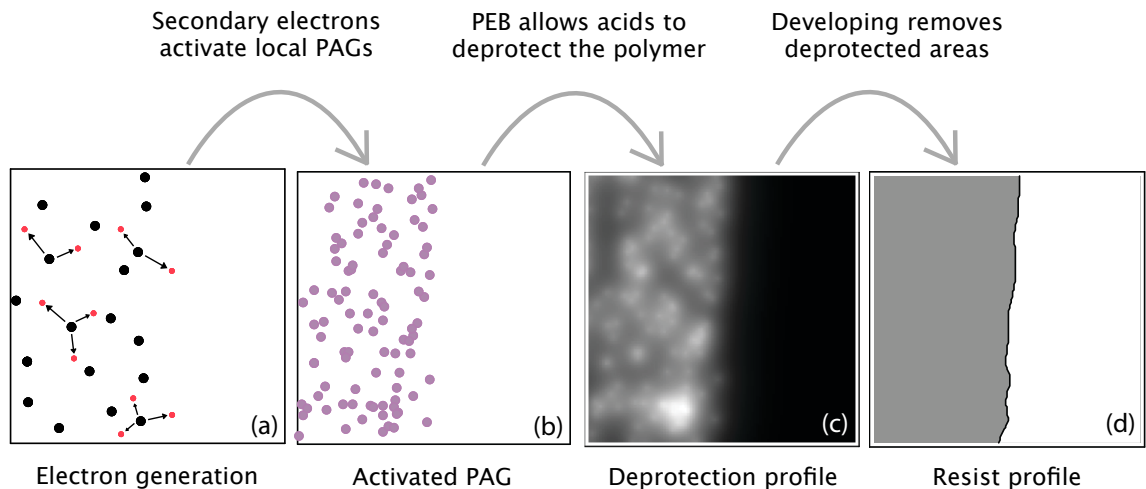 Secondary electrons
activate local PAGs
PEB allows acids to
deprotect the polymer
Developing removes
deprotected areas
(a)
(b)
(c)
(d)
Electron generation
Activated PAG
Deprotection profile
Resist profile